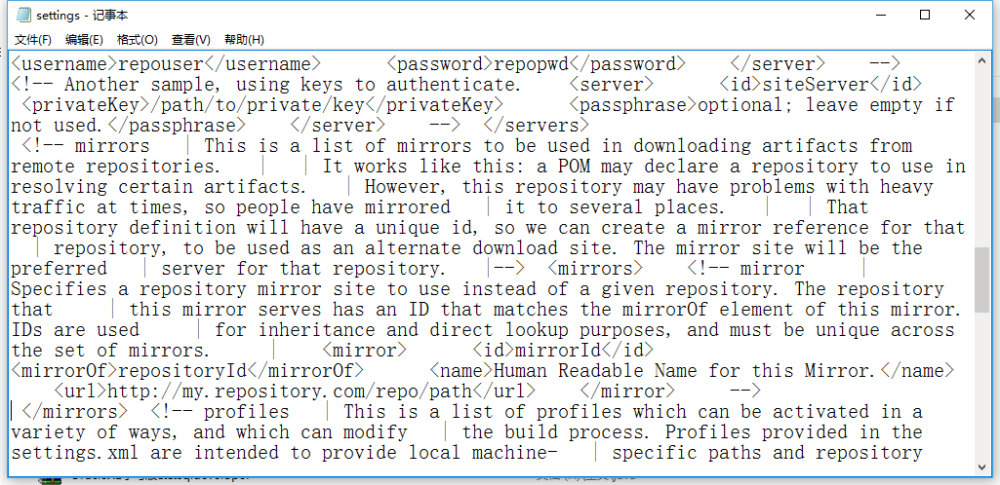 settings - 记事本
文件(F) 编辑(E) 格式(O) 查看(V) 帮助(H)
<username>repouser</username> <password>repopwd</password> </server> -->
<!-- Another sample, using keys to authenticate. <server> <id>siteServer</id>
<privateKey>/path/to/private/key</privateKey> <passphrase>optional; leave empty if
not used.</passphrase> </server> --> </servers>
<!-- mirrors | This is a list of mirrors to be used in downloading artifacts from
remote repositories. | | It works like this: a POM may declare a repository to use in
resolving certain artifacts. | However, this repository may have problems with heavy
traffic at times, so people have mirrored | it to several places. | | That
repository definition will have a unique id, so we can create a mirror reference for that
| repository, to be used as an alternate download site. The mirror site will be the
preferred | server for that repository. |--> <mirrors> <!-- mirror |
Specifies a repository mirror site to use instead of a given repository. The repository
that | this mirror serves has an ID that matches the mirrorOf element of this mirror.
IDs are used | for inheritance and direct lookup purposes, and must be unique across
the set of mirrors. | <mirror> <id>mirrorId</id>
<mirrorOf>repositoryId</mirrorOf> <name>Human Readable Name for this Mirror.</name>
<url>http://my.repository.com/repo/path</url> </mirror> -->
</mirrors> <!-- profiles | This is a list of profiles which can be activated in a
variety of ways, and which can modify | the build process. Profiles provided in the
settings.xml are intended to provide local machine- | specific paths and repository